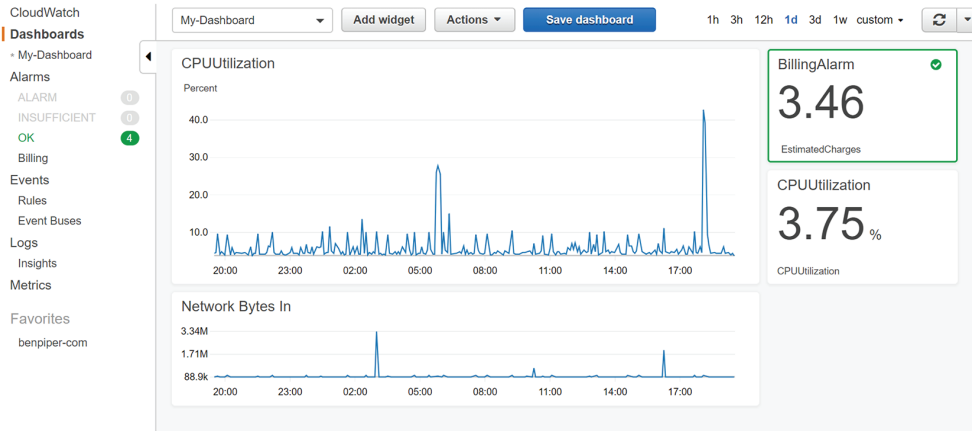 CloudWatch
Dashboards
My-Dashboard
Alarms
ALARM 0
INSUFFICIENT 0
OK 4
Billing
Events
Rules
Event Buses
Logs
Insights
Metrics
Favorites
benpiper-com
My-Dashboard Add widget Actions Save dashboard 1h 3h 12h 1d 3d 1w custom
CPUUtilization
Percent
40.0
30.0
20.0
10.0
20:00 23:00 02:00 05:00 08:00 11:00 14:00 17:00
BillingAlarm
3.46
EstimatedCharges
CPUUtilization
3.75 %
CPUUtilization
Network Bytes In
3.34M
1.71M
88.9k
20:00 23:00 02:00 05:00 08:00 11:00 14:00 17:00